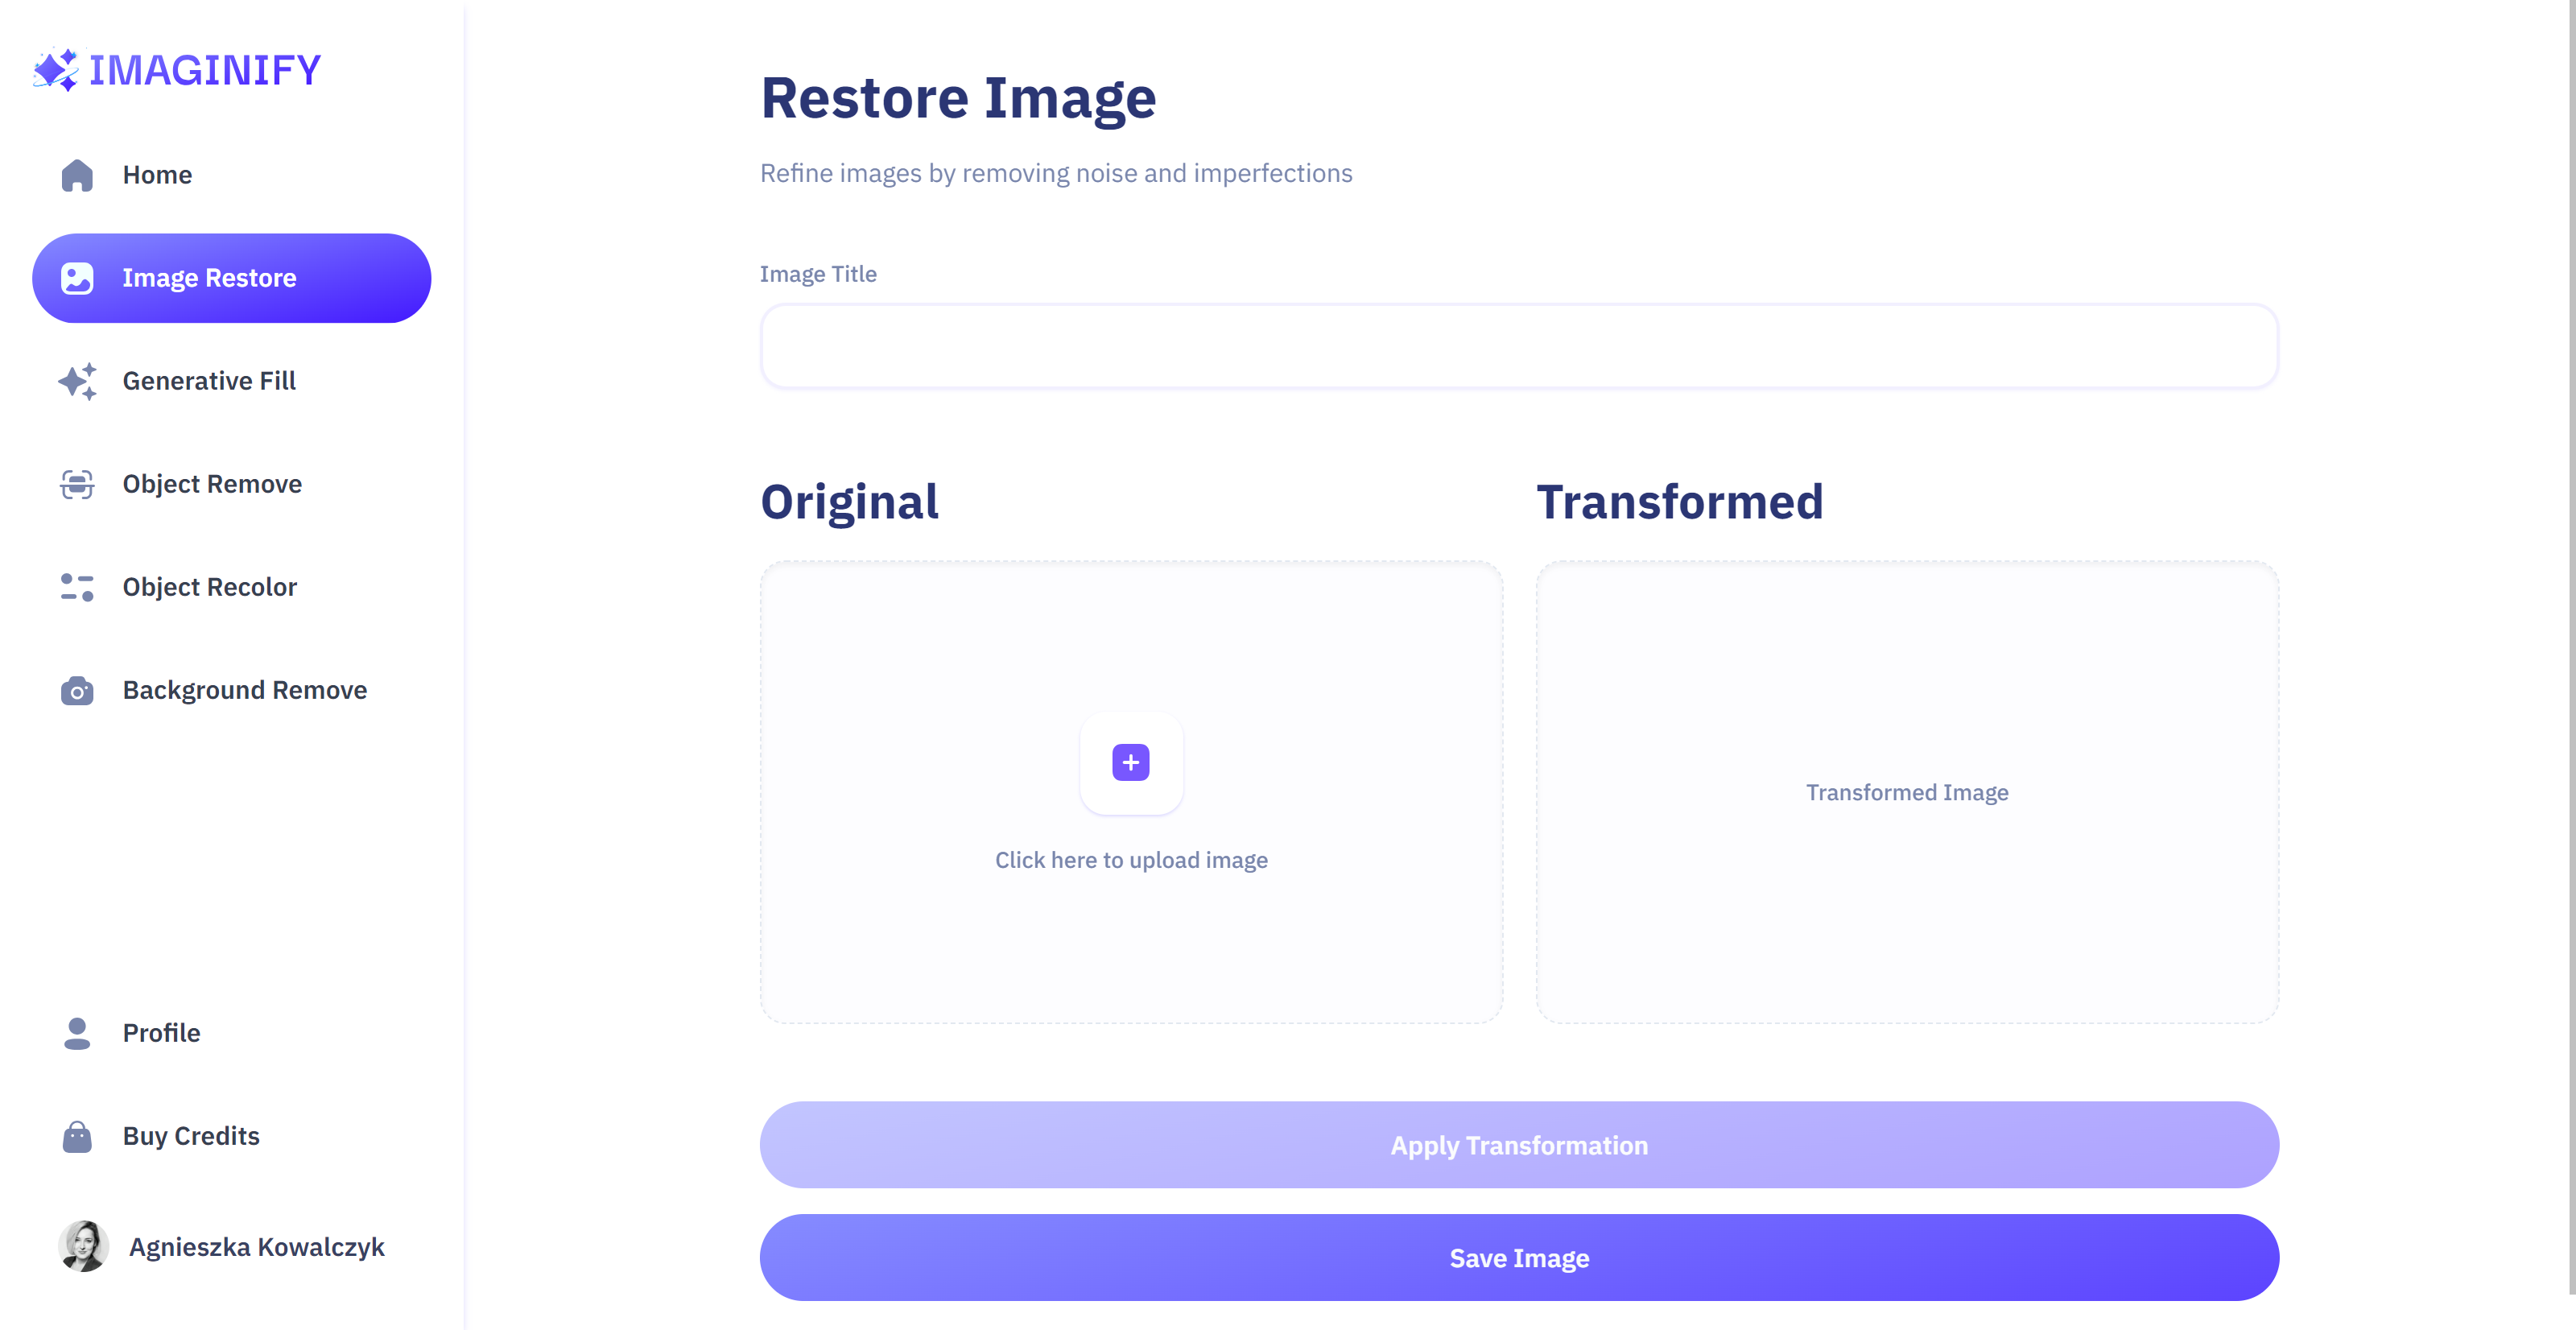 IMAGINIFY
Home
Image Restore
Generative Fill
Object Remove
Object Recolor
Background Remove
Profile
Buy Credits
Agnieszka Kowalczyk
Restore Image
Refine images by removing noise and imperfections
Image Title
Original
Click here to upload image
Transformed
Transformed Image
Apply Transformation
Save Image